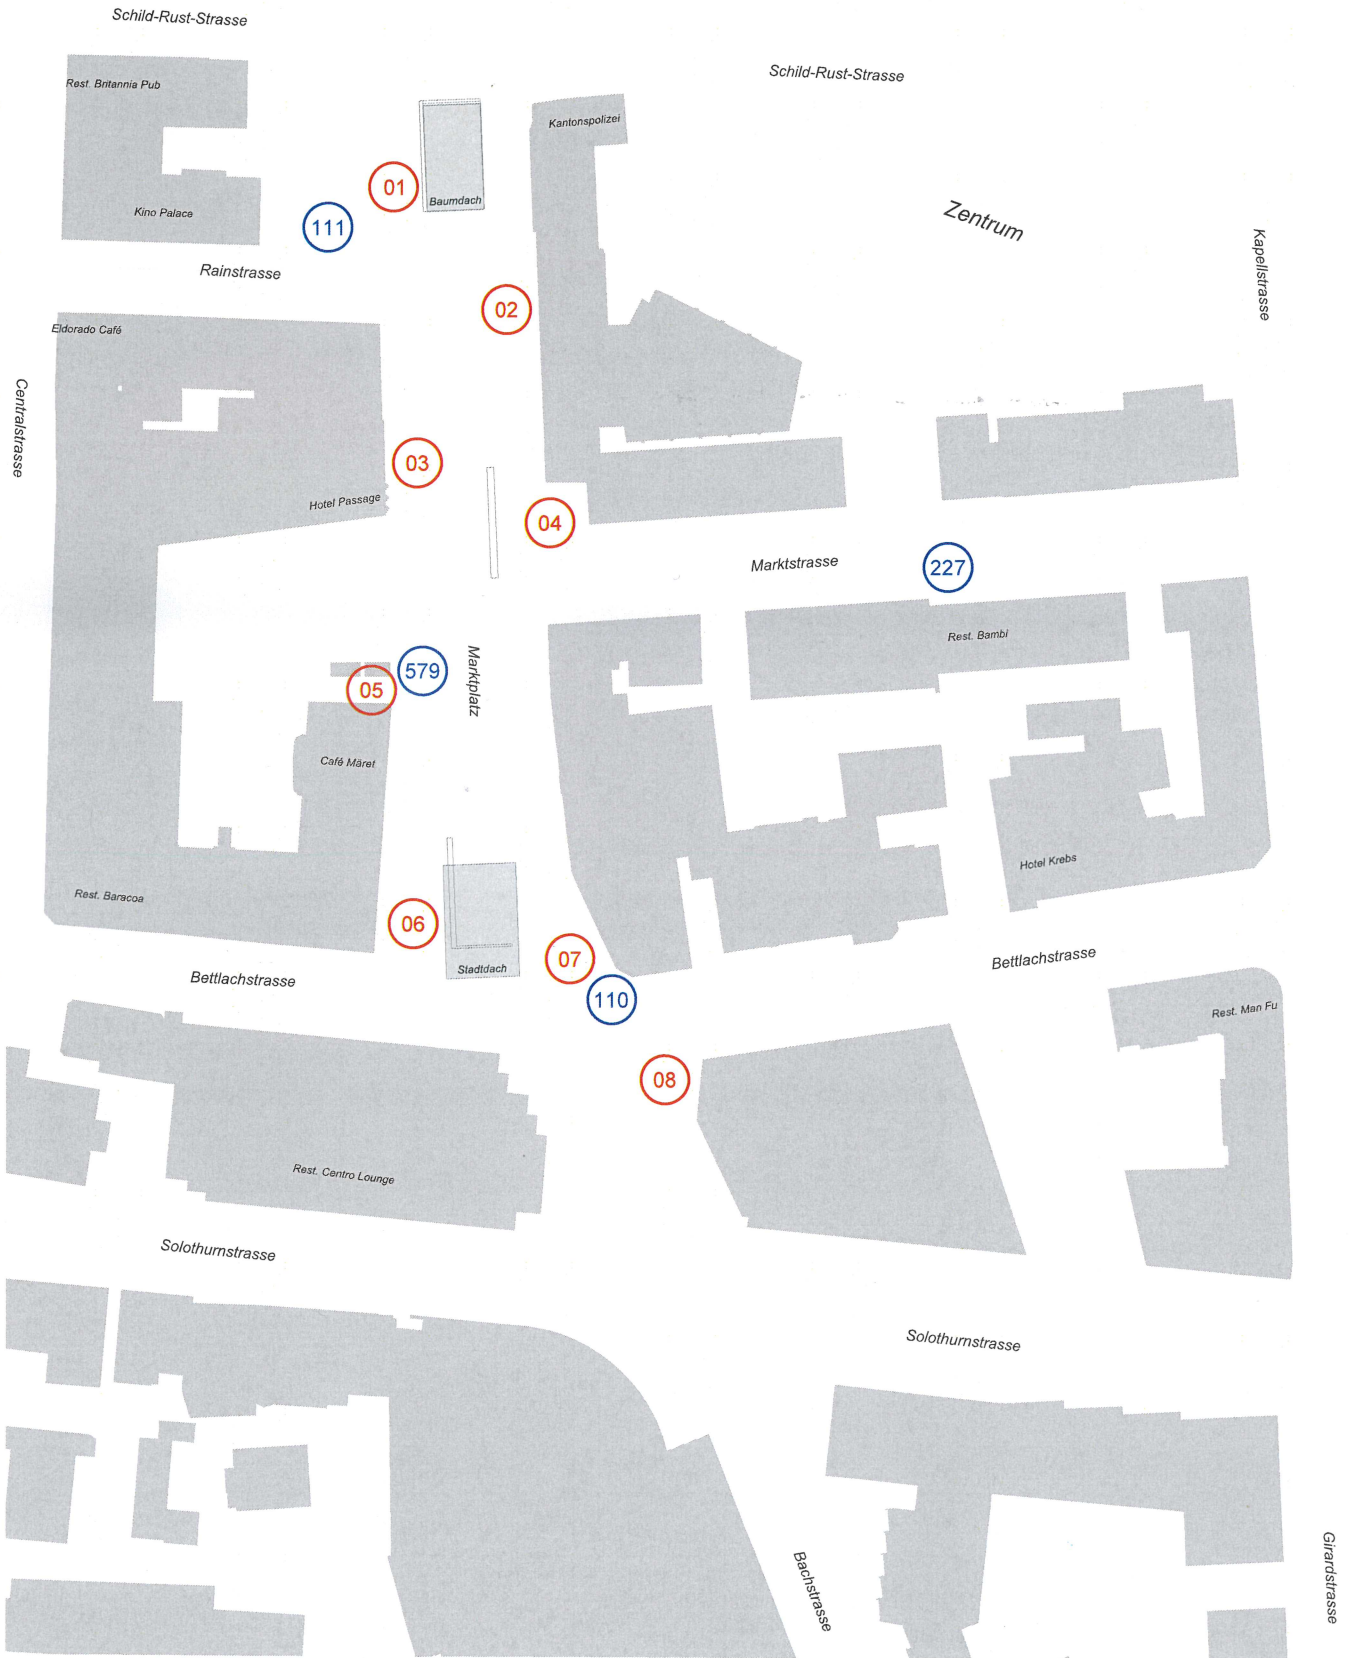 Schild-Rust-Strasse
Schild-Rust-Strasse
Rest. Britannia Pub
Kantonspolizei
01
Baumdach
Kino Palace
111
Zentrum
Kapellstrasse
Rainstrasse
02
Eldorado Café
Centralstrasse
03
Hotel Passage
04
Marktstrasse
227
Rest. Bambi
579
05
Marktplatz
Café Märet
Hotel Krebs
Rest. Baracoa
06
07
Stadtdach
Bettlachstrasse
Bettlachstrasse
110
Rest. Man Fu
08
Rest. Centro Lounge
Solothurnstrasse
Solothurnstrasse
Bachstrasse
Girardstrasse